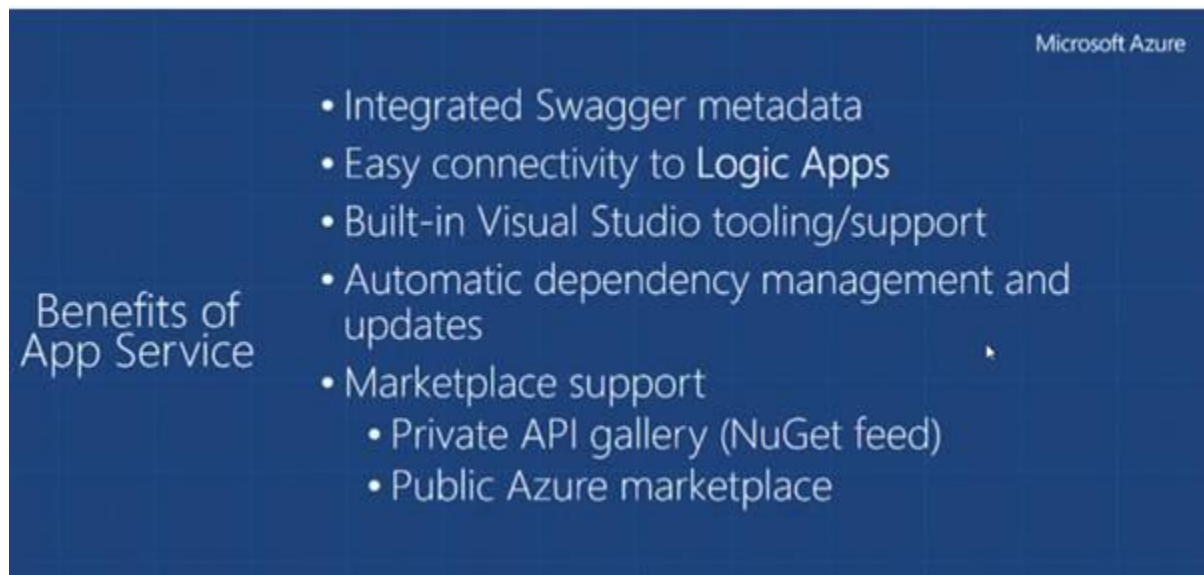 Microsoft Azure
Benefits of
App Service
• Integrated Swagger metadata
• Easy connectivity to Logic Apps
• Built-in Visual Studio tooling/support
• Automatic dependency management and
updates
• Marketplace support
• Private API gallery (NuGet feed)
• Public Azure marketplace